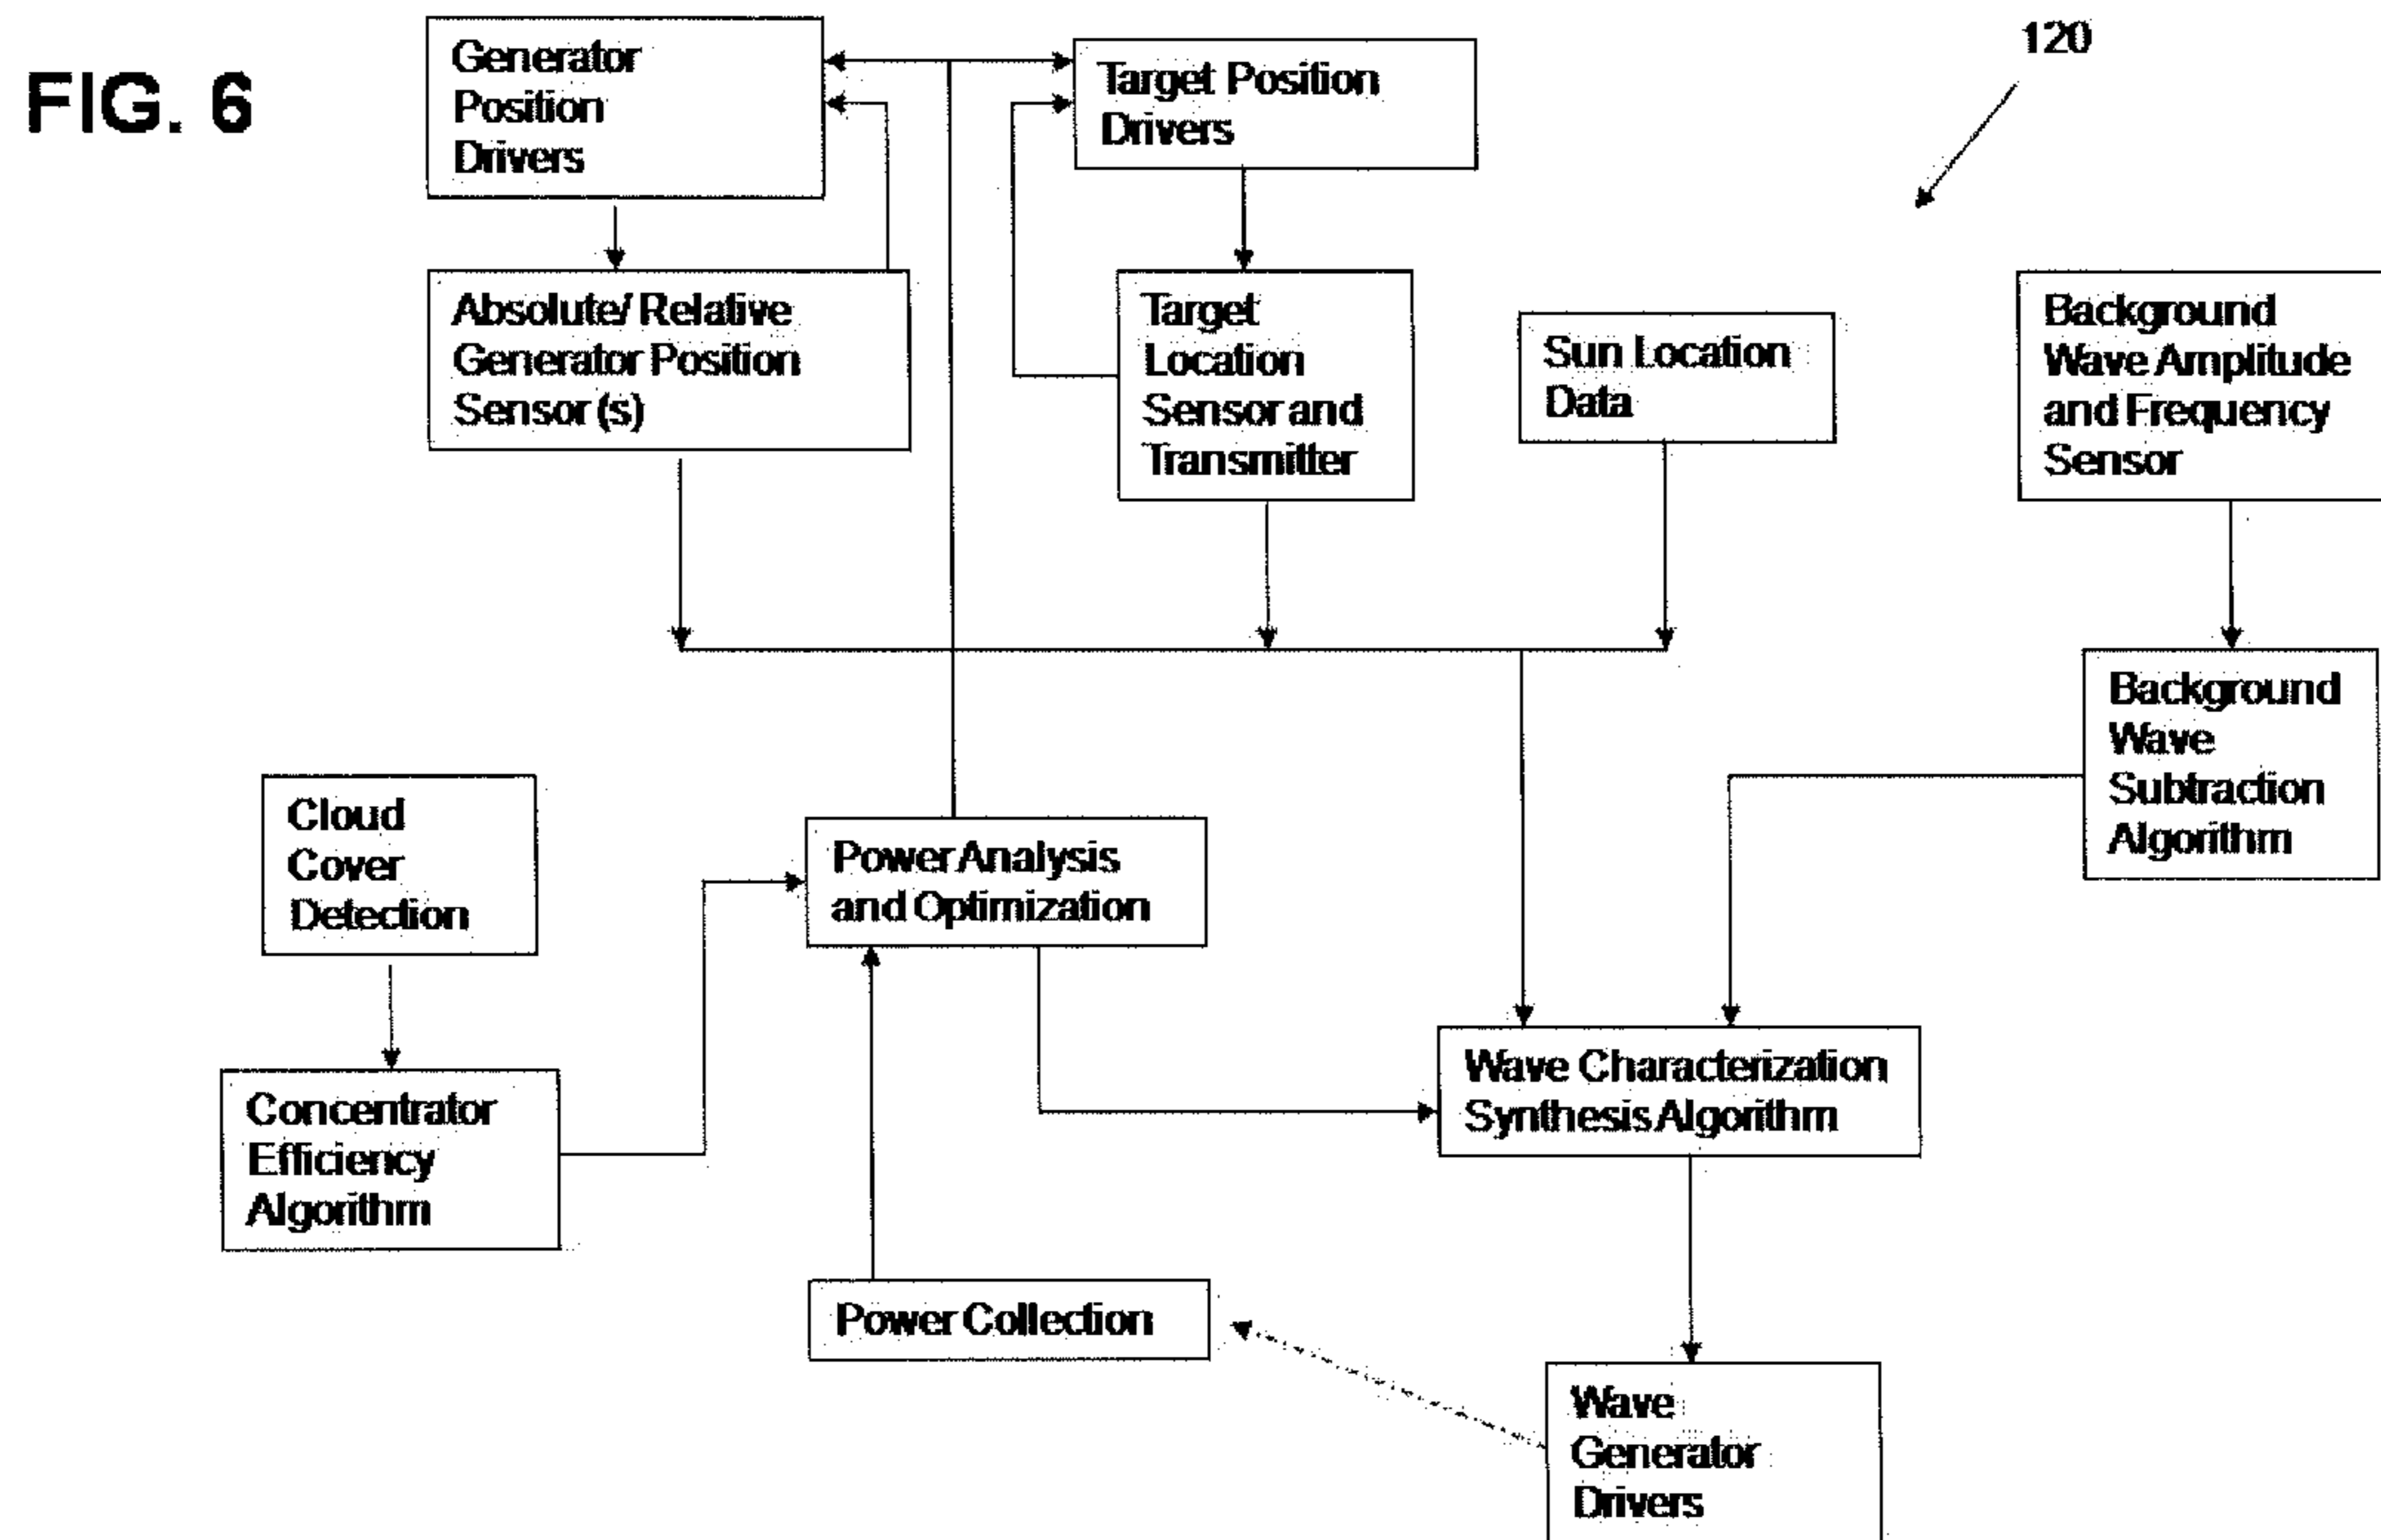 FIG. 6
120
Generator
Position
Drivers
Target Position
Drivers
Absolute/ Relative
Generator Position
Sensor (s)
Target
Location
Sensor and
Transmitter
Sun Location
Data
Background
Wave Amplitude
and Frequency
Sensor
Background
Wave
Subtraction
Algorithm
Cloud
Cover
Detection
Power Analysis
and Optimization
Concentrator
Efficiency
Algorithm
Wave Characterization
Synthesis Algorithm
Power Collection
Wave
Generator
Drivers